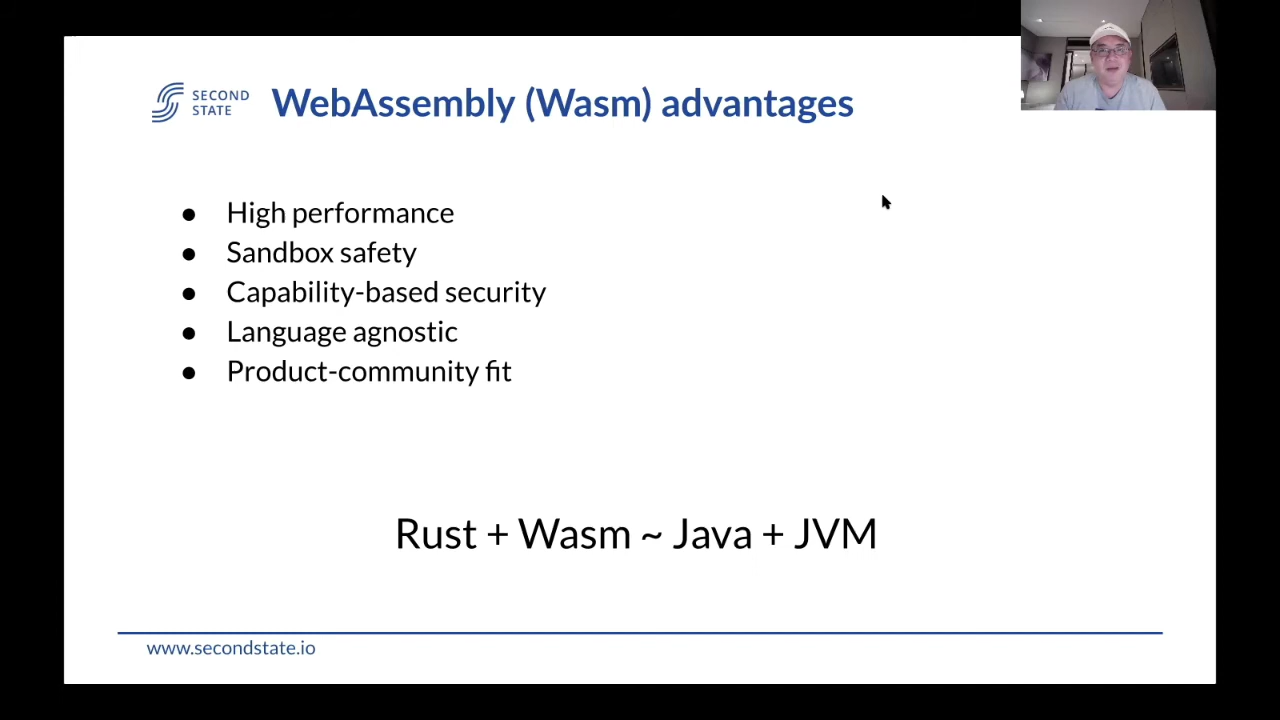 SECOND
STATE
WebAssembly (Wasm) advantages
● High performance
● Sandbox safety
● Capability-based security
● Language agnostic
● Product-community fit
Rust + Wasm ~ Java + JVM
www.secondstate.io